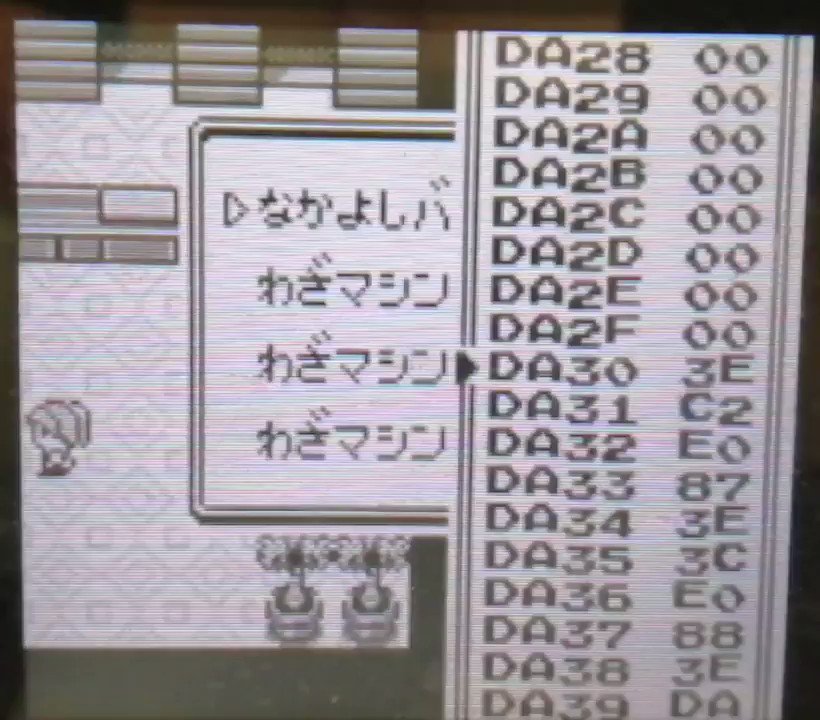 ▷なかよしバ
わざマシン
わざマシン
わざマシン
DA28 00
DA29 00
DA2A 00
DA2B 00
DA2C 00
DA2D 00
DA2E 00
DA2F 00
▶DA30 3E
DA31 C2
DA32 E0
DA33 87
DA34 3E
DA35 3C
DA36 E0
DA37 88
DA38 3E
DA39 DA